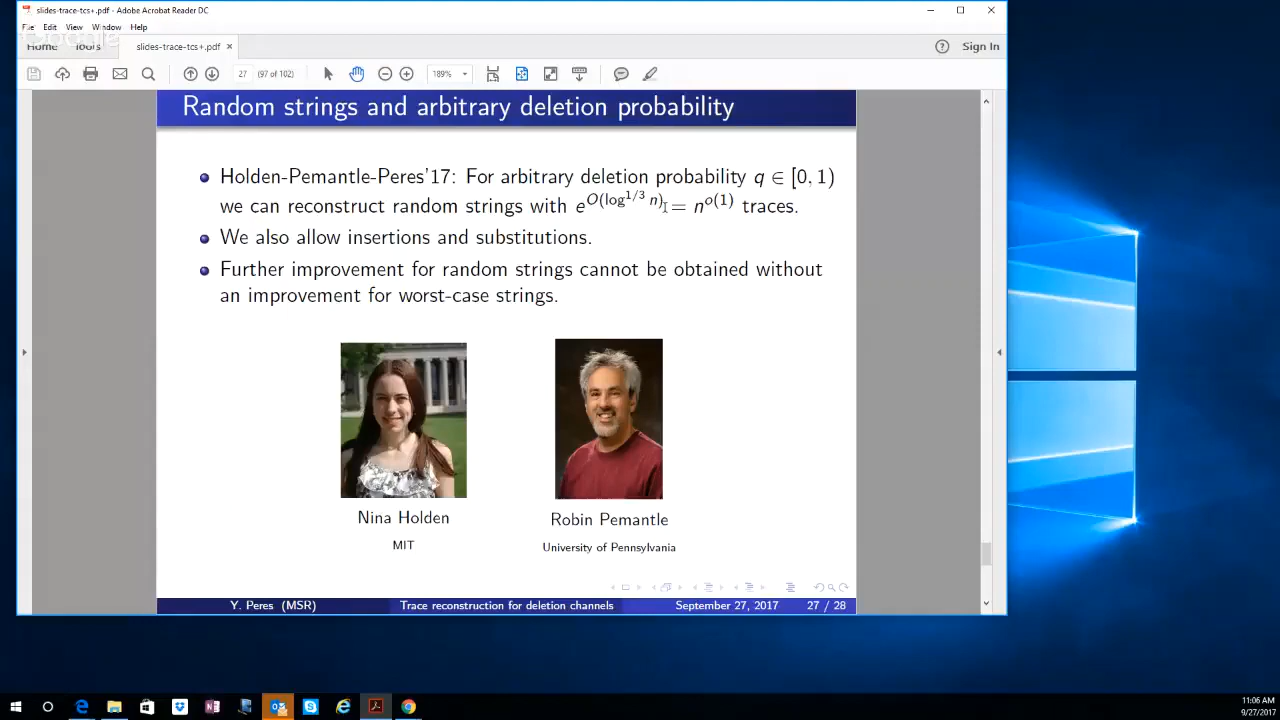 slides-trace-tcs+.pdf - Adobe Acrobat Reader DC
File Edit View Window Help
Google
Home Tools slides-trace-tcs+.pdf × ? Sign In
27 (97 of 102) 189%
Random strings and arbitrary deletion probability
Holden-Pemantle-Peres'17: For arbitrary deletion probability q ∈ [0, 1)
we can reconstruct random strings with e^{O(log^{1/3} n)} = n^{o(1)} traces.
We also allow insertions and substitutions.
Further improvement for random strings cannot be obtained without
an improvement for worst-case strings.
Nina Holden Robin Pemantle
MIT University of Pennsylvania
Y. Peres (MSR) Trace reconstruction for deletion channels September 27, 2017 27 / 28
11:06 AM
9/27/2017